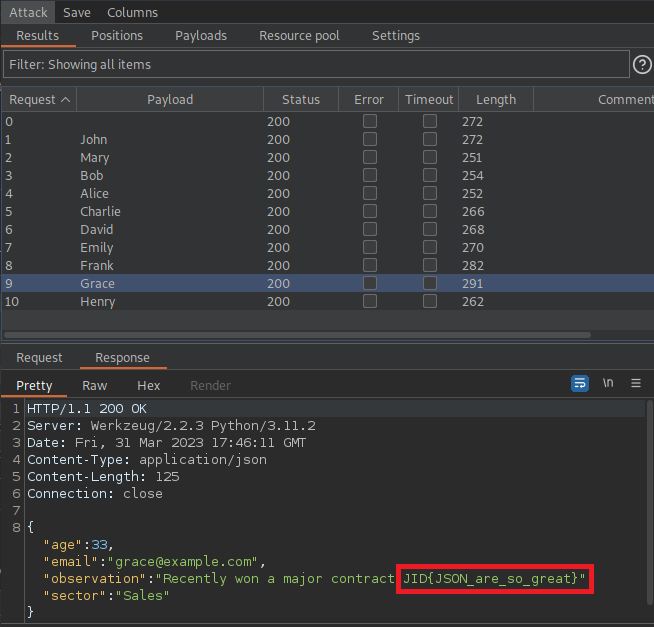 Attack Save Columns
Results Positions Payloads Resource pool Settings
Filter: Showing all items
?
Request Payload Status Error Timeout Length Comment
0 200 272
1 John 200 272
2 Mary 200 251
3 Bob 200 254
4 Alice 200 252
5 Charlie 200 266
6 David 200 268
7 Emily 200 270
8 Frank 200 282
9 Grace 200 291
10 Henry 200 262
Request Response
Pretty Raw Hex Render
\n
1 HTTP/1.1 200 OK
2 Server: Werkzeug/2.2.3 Python/3.11.2
3 Date: Fri, 31 Mar 2023 17:46:11 GMT
4 Content-Type: application/json
5 Content-Length: 125
6 Connection: close
7
8 {
"age":33,
"email":"grace@example.com",
"observation":"Recently won a major contract JID{JSON_are_so_great}"
"sector":"Sales"
}